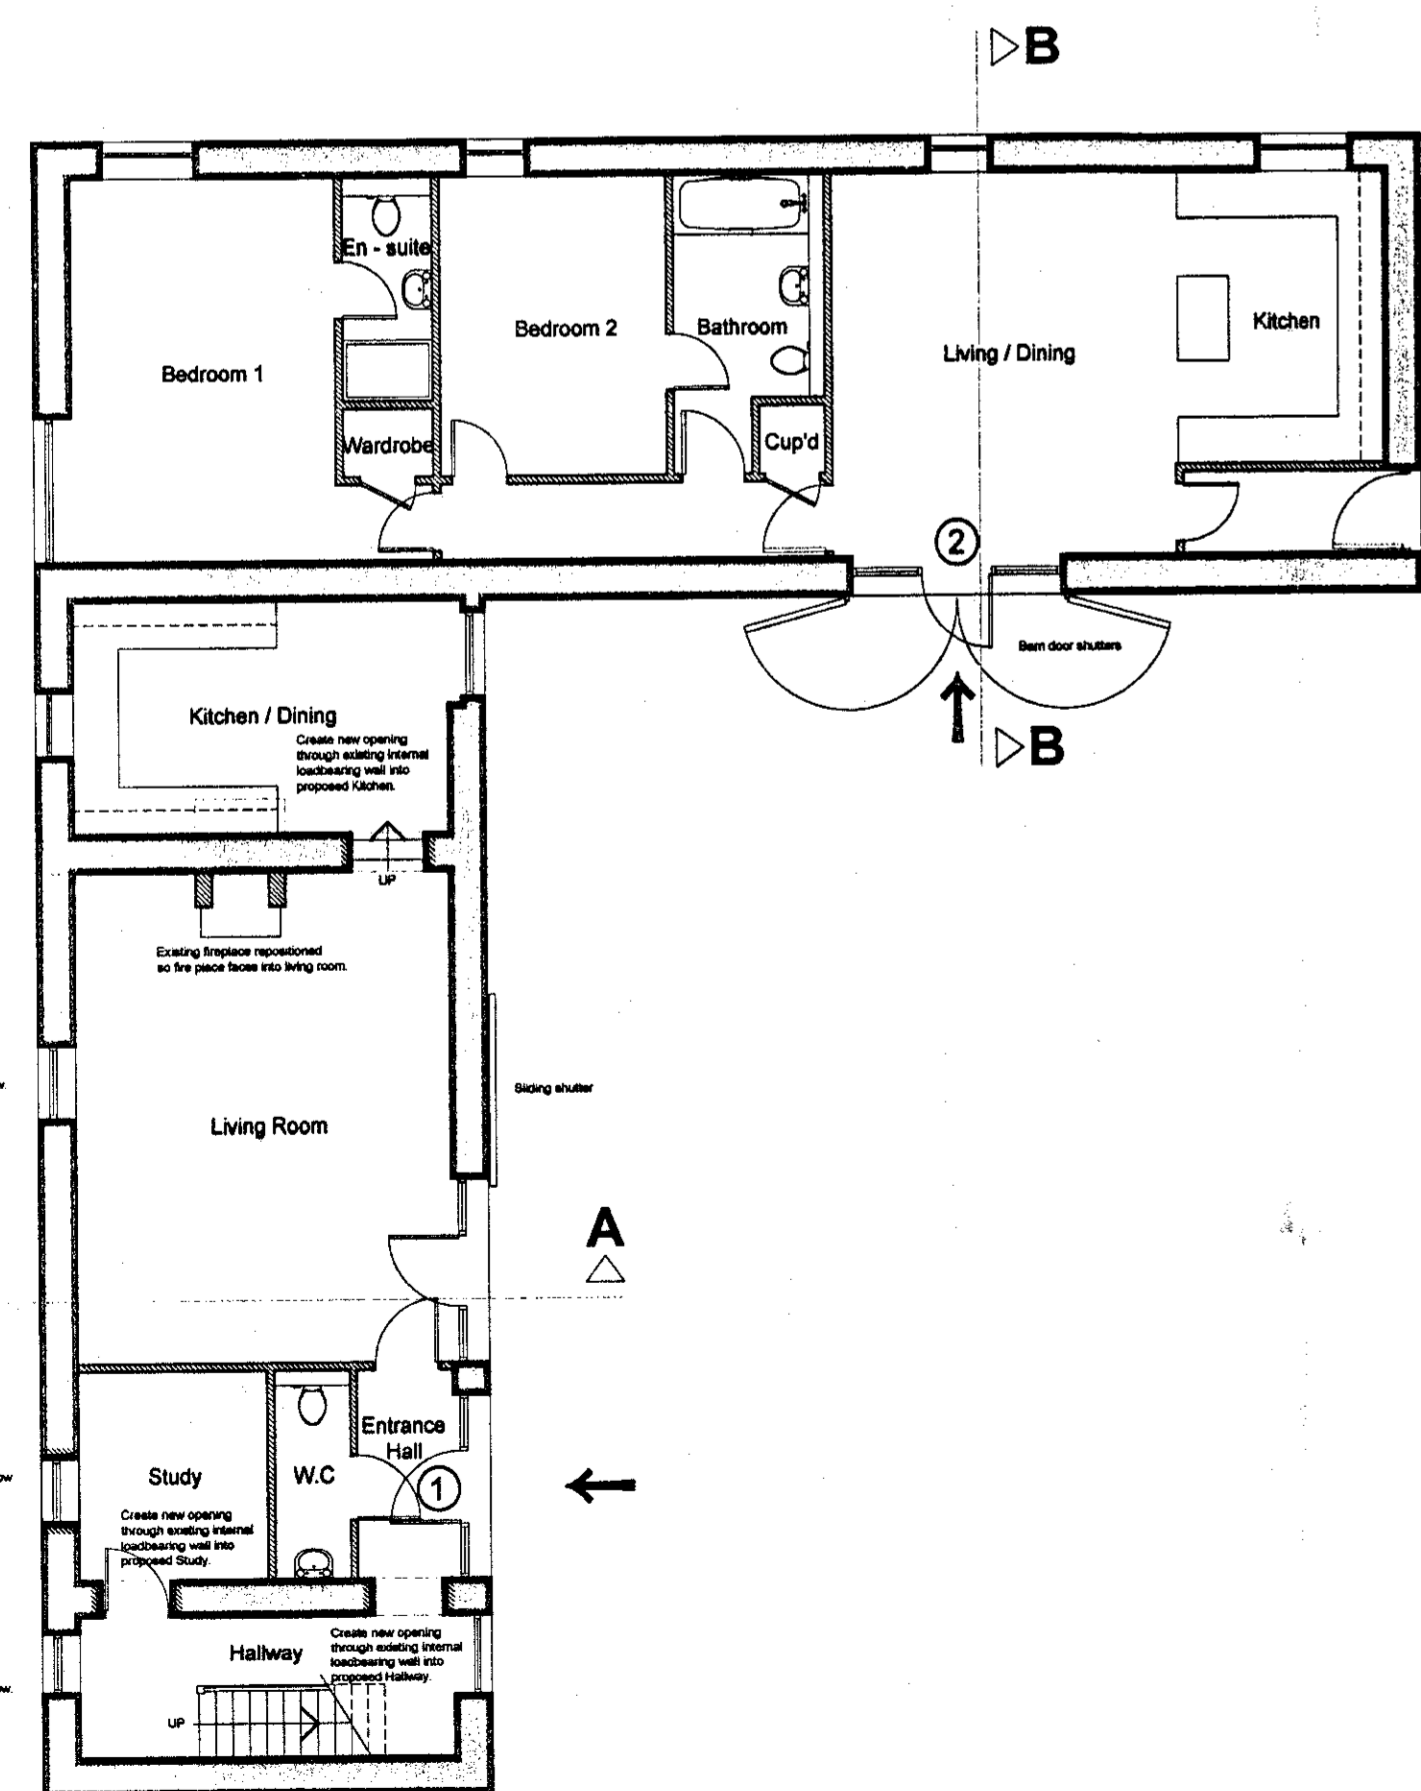 B
En - suite
Bedroom 2
Bathroom
Kitchen
Living / Dining
Bedroom 1
Wardrobe
Cup'd
2
Barn door shutters
B
Kitchen / Dining
Create new opening
through existing internal
loadbearing wall into
proposed Kitchen.
UP
Existing fireplace repositioned
so fire place faces into living room.
Sliding shutter
Living Room
A
Entrance
Hall
Study
W.C
1
Create new opening
through existing internal
loadbearing wall into
proposed Study.
Hallway
Create new opening
through existing internal
loadbearing wall into
proposed Hallway.
UP